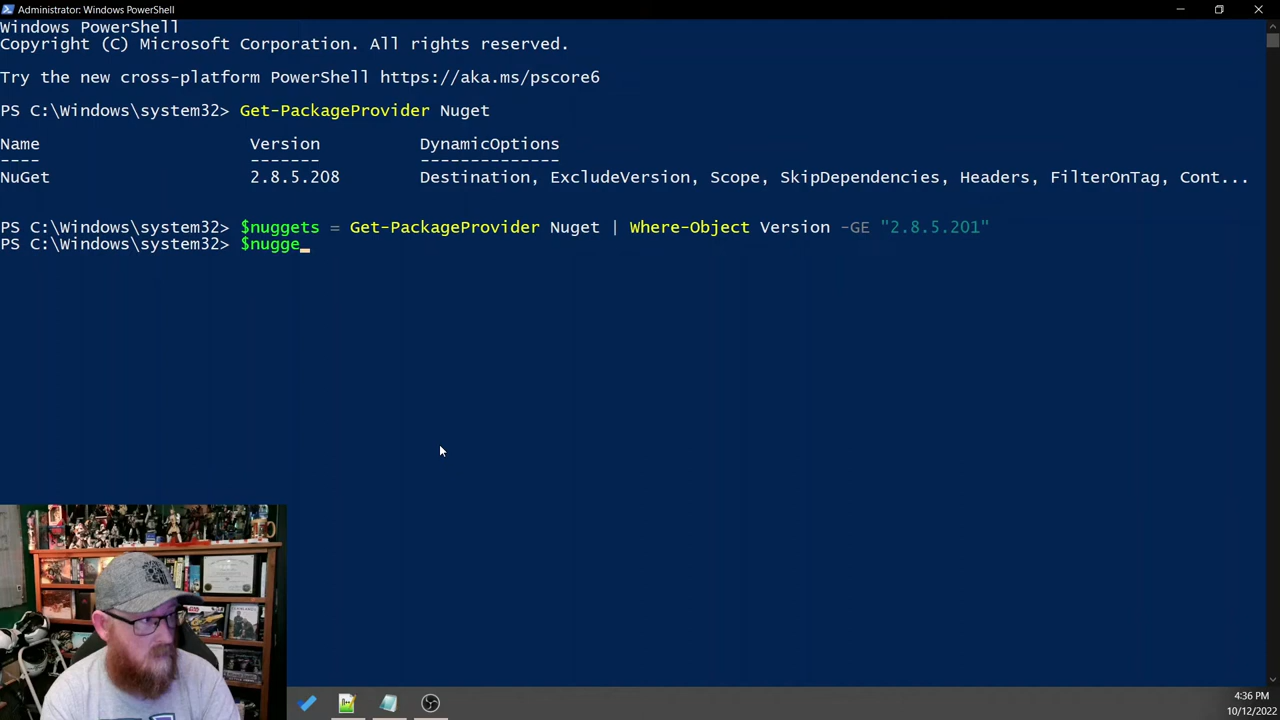 Administrator: Windows PowerShell
Windows PowerShell
Copyright (C) Microsoft Corporation. All rights reserved.
Try the new cross-platform PowerShell https://aka.ms/pscore6
PS C:\Windows\system32> Get-PackageProvider Nuget
Name Version DynamicOptions
---- ------- --------------
NuGet 2.8.5.208 Destination, ExcludeVersion, Scope, SkipDependencies, Headers, FilterOnTag, Cont...
PS C:\Windows\system32> $nuggets = Get-PackageProvider Nuget | Where-Object Version -GE "2.8.5.201"
PS C:\Windows\system32> $nugge_
4:36 PM
10/12/2022